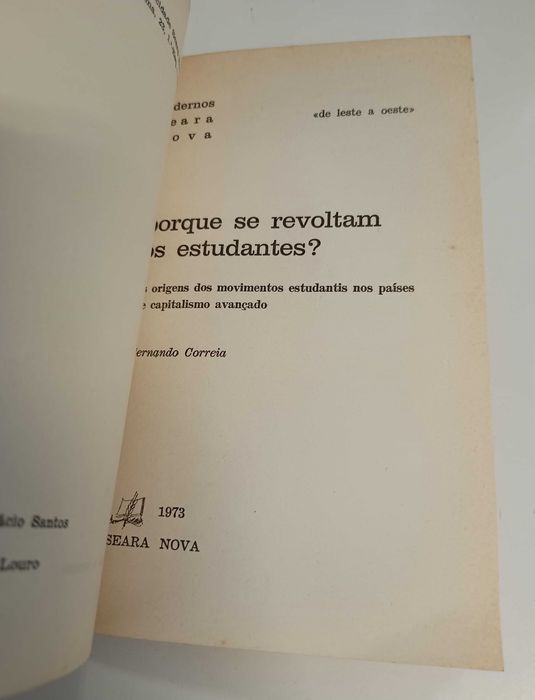 dernos
eara
ova
«de leste a oeste»
porque se revoltam
os estudantes?
s origens dos movimentos estudantis nos países
e capitalismo avançado
ernando Correia
1973
SEARA NOVA
ácio Santos
Louro